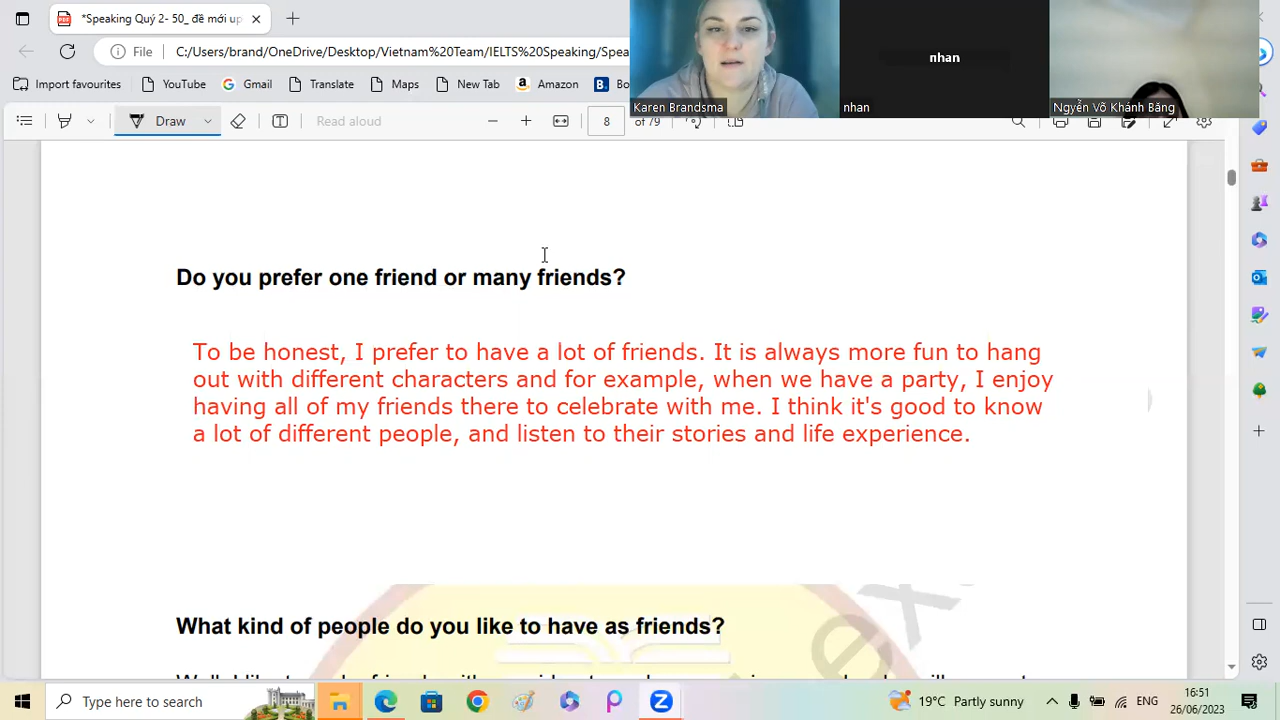 *Speaking Quý 2- 50_ đề mới up
File
C:/Users/brand/OneDrive/Desktop/Vietnam%20Team/IELTS%20Speaking/Spea
Import favourites
YouTube
Gmail
Translate
Maps
New Tab
Amazon
Karen Brandsma
nhan
nhan
Nguyễn Võ Khánh Băng
Draw
Read aloud
8
of 79
Do you prefer one friend or many friends?
To be honest, I prefer to have a lot of friends. It is always more fun to hang
out with different characters and for example, when we have a party, I enjoy
having all of my friends there to celebrate with me. I think it's good to know
a lot of different people, and listen to their stories and life experience.
What kind of people do you like to have as friends?
Type here to search
19°C Partly sunny
ENG
16:51
26/06/2023